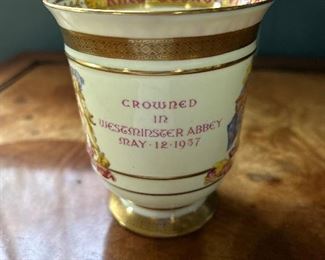 CROWNED
IN
WESTMINSTER ABBEY
MAY · 12 · 1937